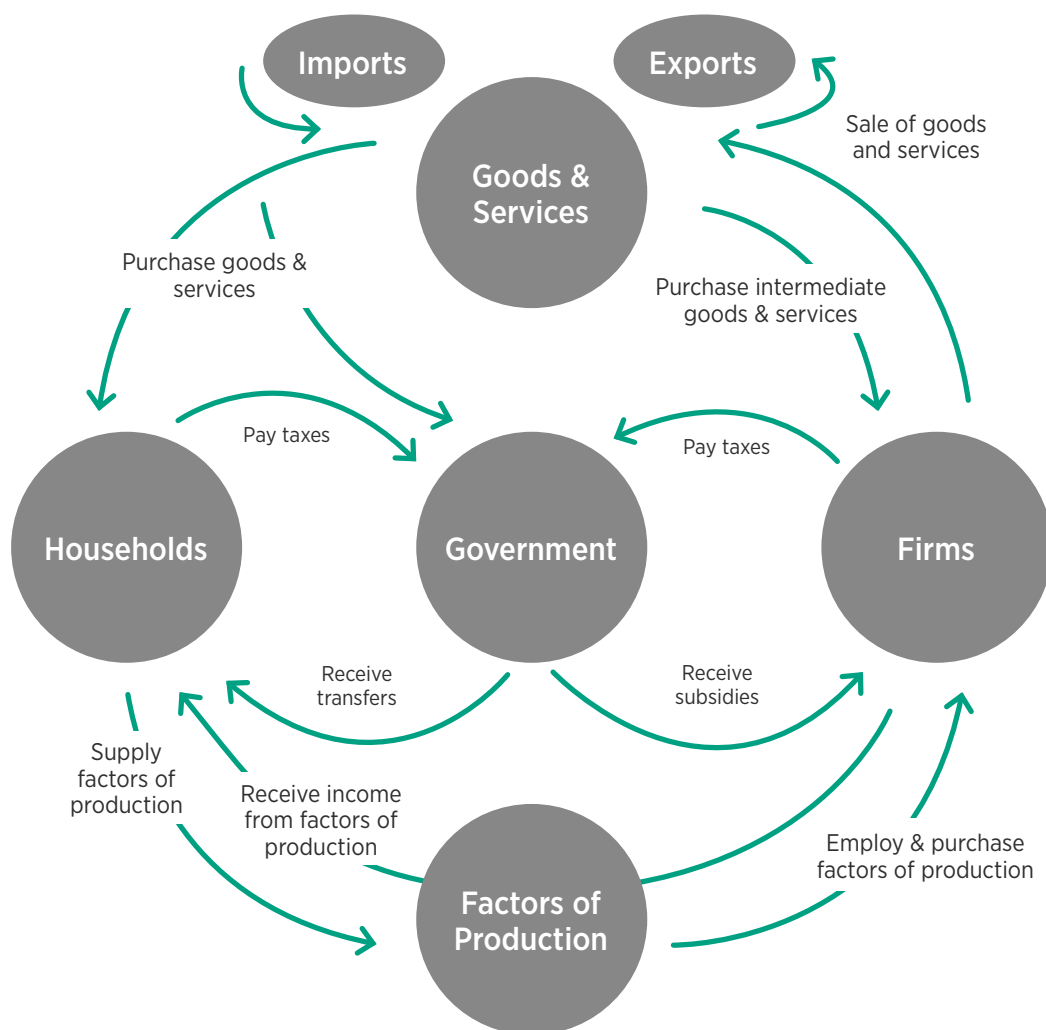 Imports
Exports
Sale of goods
and services
Goods &
Services
Purchase goods &
services
Purchase intermediate
goods & services
Pay taxes
Pay taxes
Households
Government
Firms
Receive
transfers
Receive
subsidies
Supply
factors of
production
Receive income
from factors of
production
Employ & purchase
factors of production
Factors of
Production